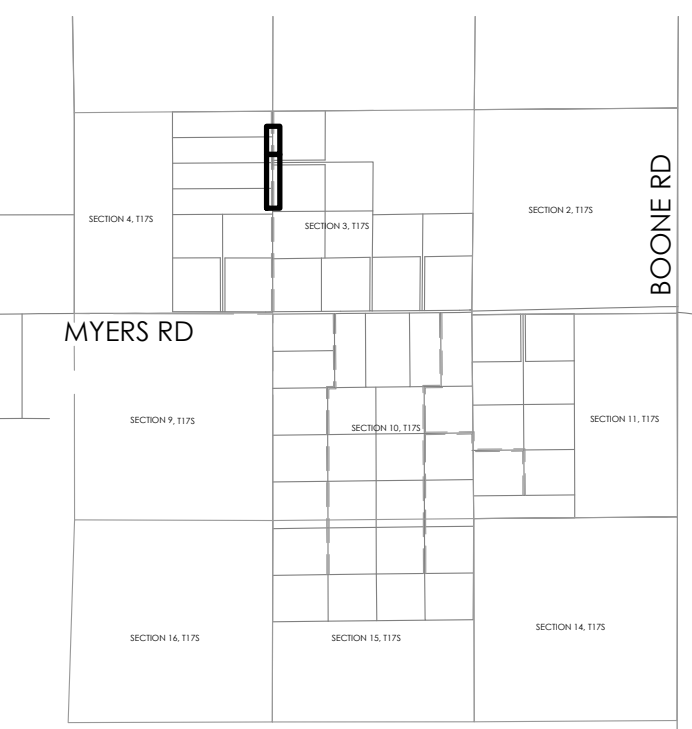 SECTION 4, T17S
SECTION 3, T17S
SECTION 2, T17S
BOONE RD
MYERS RD
SECTION 9, T17S
SECTION 10, T17S
SECTION 11, T17S
SECTION 16, T17S
SECTION 15, T17S
SECTION 14, T17S